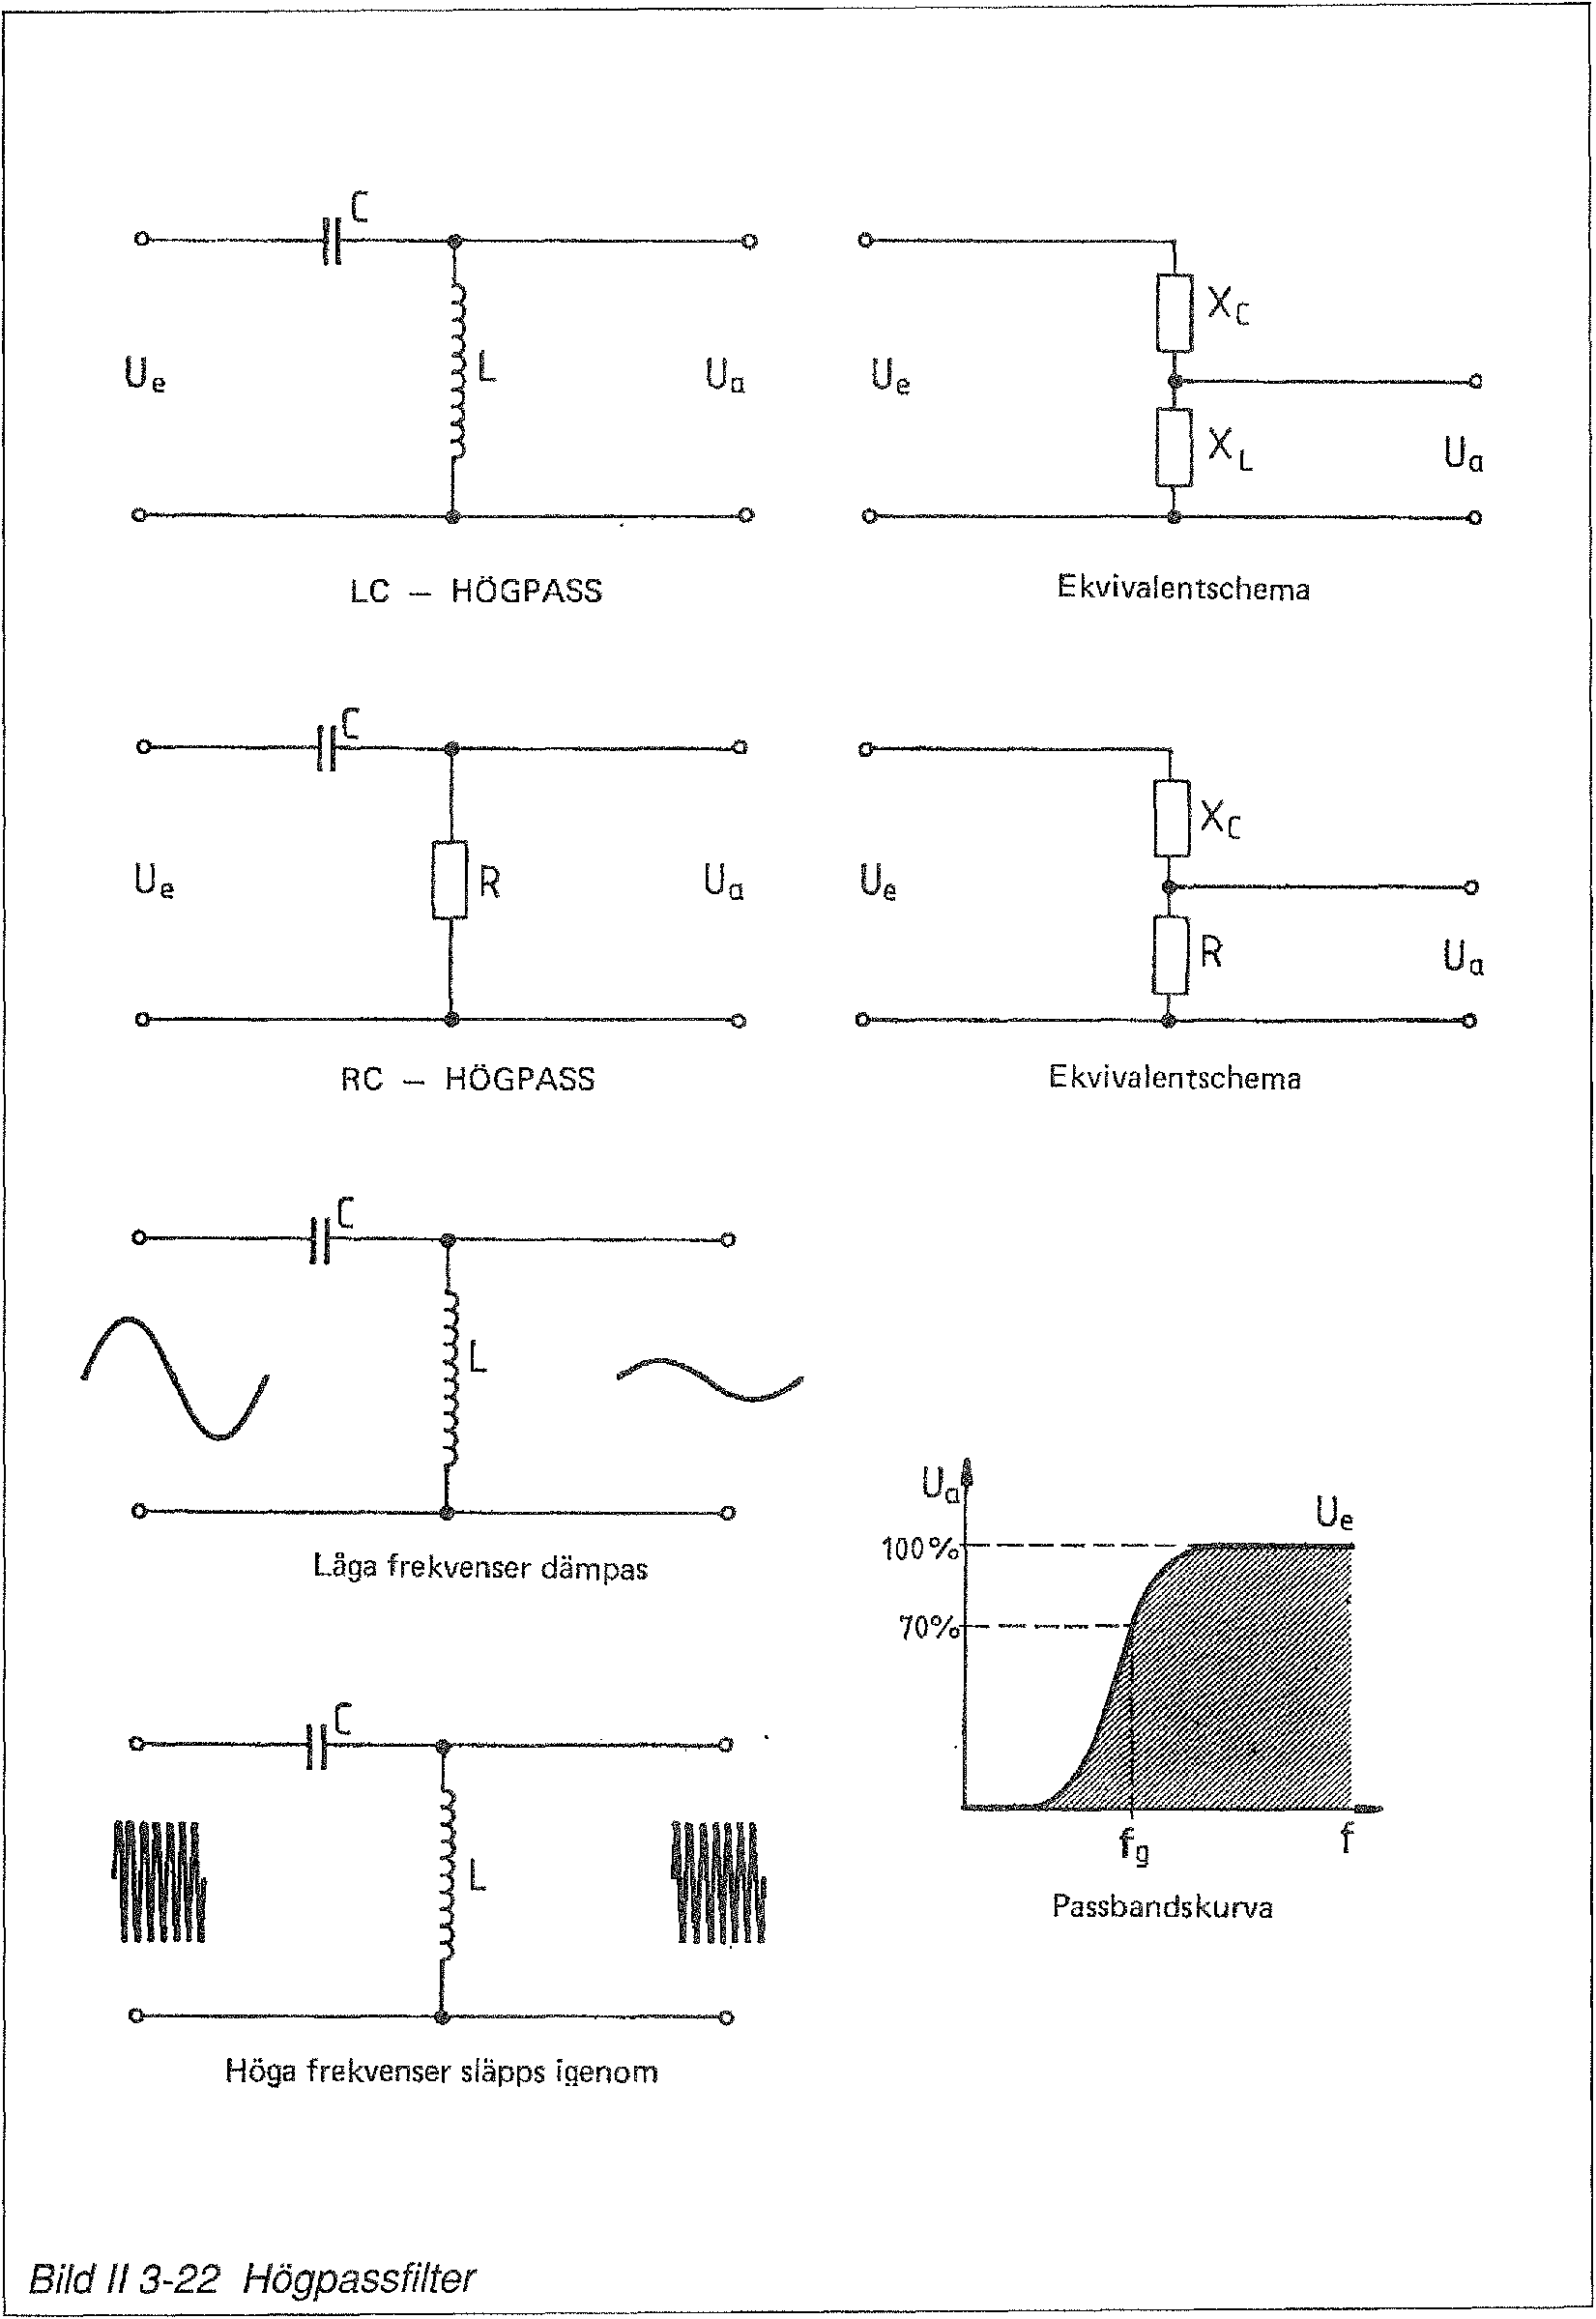 C
L
Ue
Ua
LC – HÖGPASS
Ue
XC
XL
Ua
Ekvivalentschema
C
Ue
R
Ua
RC – HÖGPASS
Ue
XC
R
Ua
Ekvivalentschema
C
L
Låga frekvenser dämpas
Ua
Ue
100%
70%
fg
f
Passbandskurva
C
L
Höga frekvenser släpps igenom
Bild II 3-22 Högpassfilter